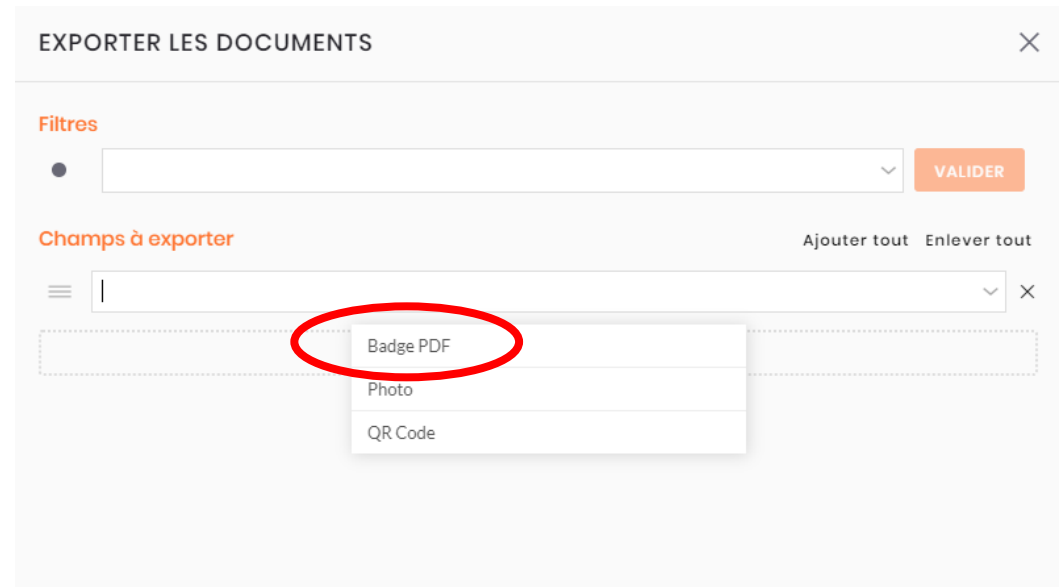 EXPORTER LES DOCUMENTS
Filtres
VALIDER
Champs à exporter
Ajouter tout Enlever tout
Badge PDF
Photo
QR Code